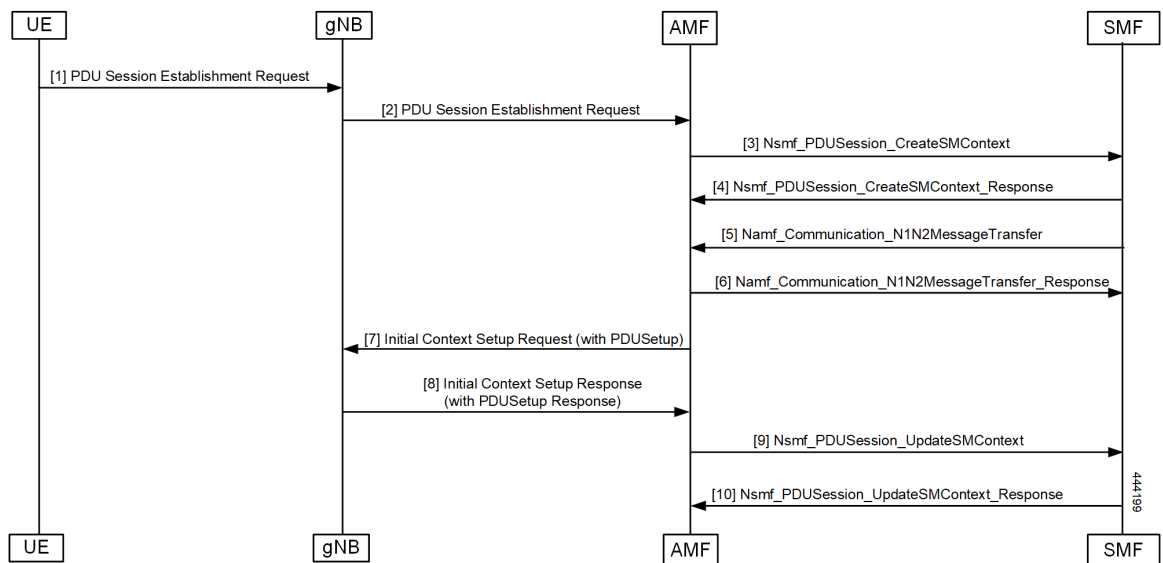 UE
gNB
AMF
SMF
[1] PDU Session Establishment Request
[2] PDU Session Establishment Request
[3] Nsmf_PDUSession_CreateSMContext
[4] Nsmf_PDUSession_CreateSMContext_Response
[5] Namf_Communication_N1N2MessageTransfer
[6] Namf_Communication_N1N2MessageTransfer_Response
[7] Initial Context Setup Request (with PDUSetup)
[8] Initial Context Setup Response
(with PDUSetup Response)
[9] Nsmf_PDUSession_UpdateSMContext
[10] Nsmf_PDUSession_UpdateSMContext_Response
444199
UE
gNB
AMF
SMF